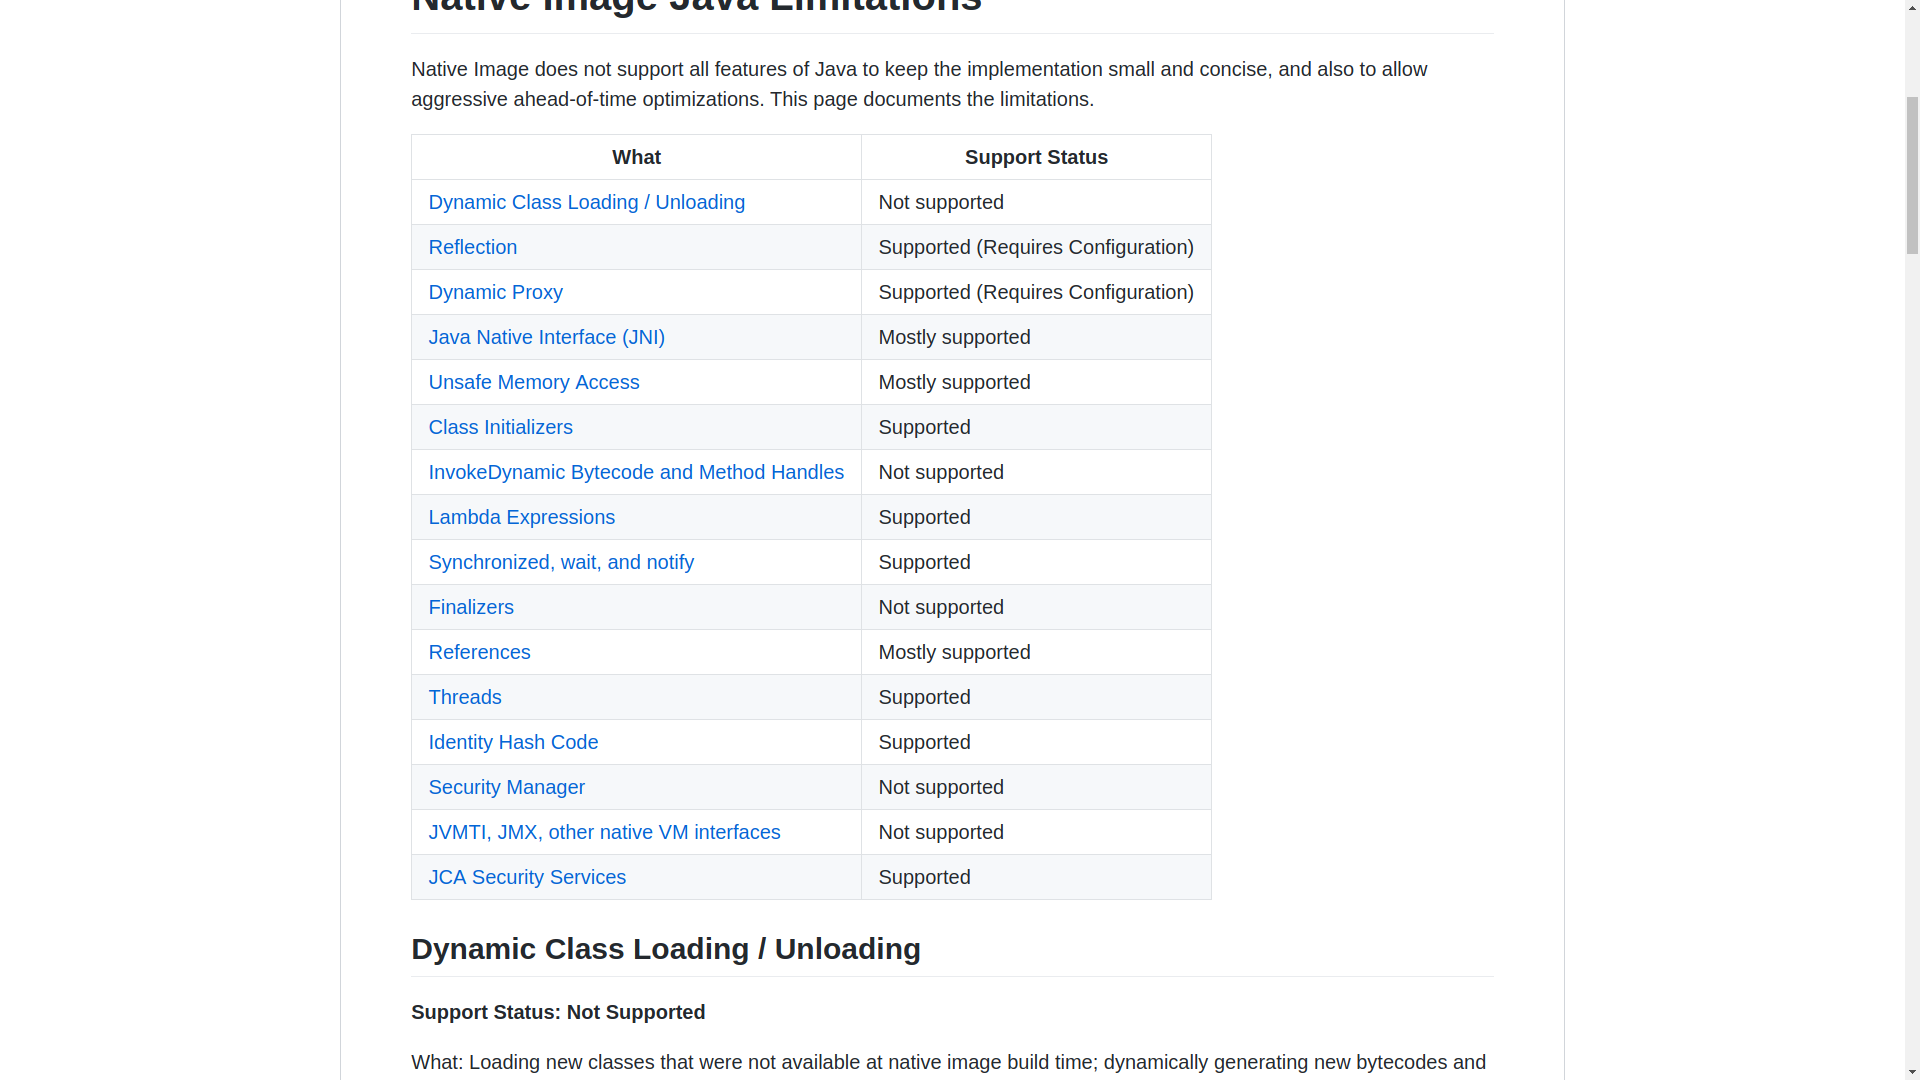 Native Image Java Limitations
Native Image does not support all features of Java to keep the implementation small and concise, and also to allow
aggressive ahead-of-time optimizations. This page documents the limitations.
What Support Status
Dynamic Class Loading / Unloading Not supported
Reflection Supported (Requires Configuration)
Dynamic Proxy Supported (Requires Configuration)
Java Native Interface (JNI) Mostly supported
Unsafe Memory Access Mostly supported
Class Initializers Supported
InvokeDynamic Bytecode and Method Handles Not supported
Lambda Expressions Supported
Synchronized, wait, and notify Supported
Finalizers Not supported
References Mostly supported
Threads Supported
Identity Hash Code Supported
Security Manager Not supported
JVMTI, JMX, other native VM interfaces Not supported
JCA Security Services Supported
Dynamic Class Loading / Unloading
Support Status: Not Supported
What: Loading new classes that were not available at native image build time; dynamically generating new bytecodes and